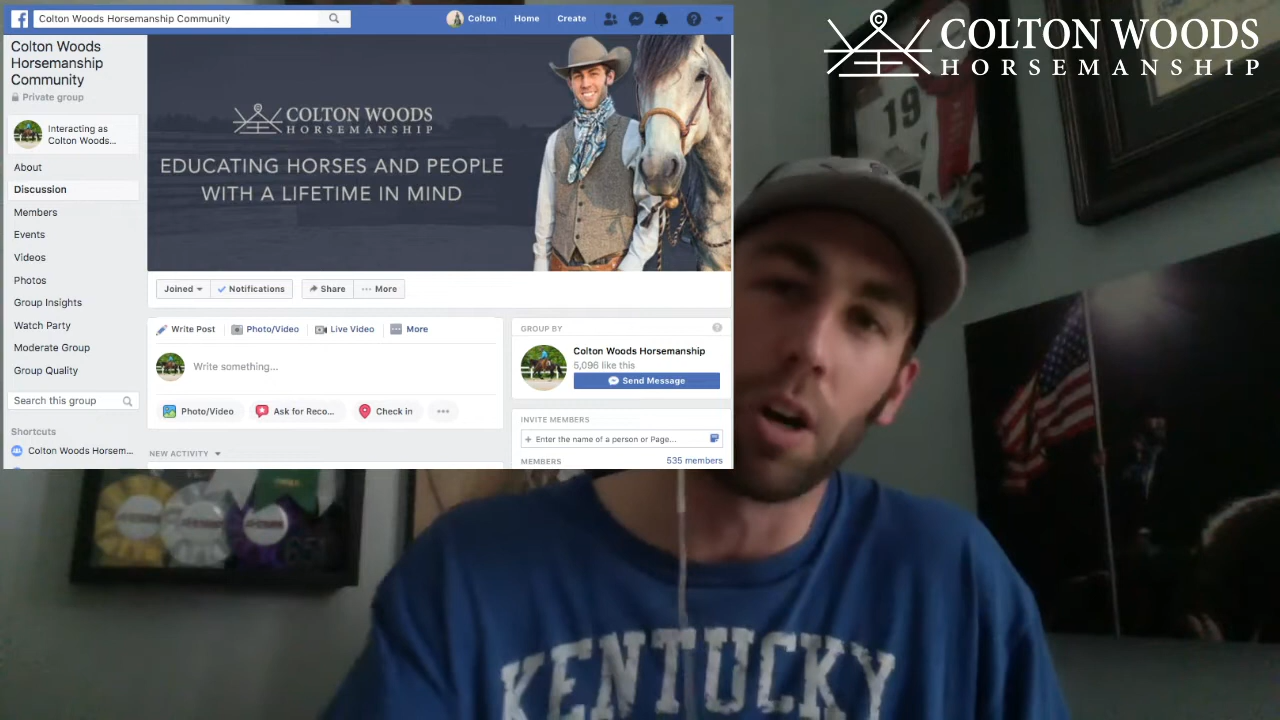 Colton Woods Horsemanship Community
Colton
Home
Create
Colton Woods
Horsemanship
Community
Private group
Interacting as
Colton Woods...
About
Discussion
Members
Events
Videos
Photos
Group Insights
Watch Party
Moderate Group
Group Quality
Search this group
Shortcuts
Colton Woods Horsem...
COLTON WOODS
HORSEMANSHIP
EDUCATING HORSES AND PEOPLE
WITH A LIFETIME IN MIND
Joined
Notifications
Share
More
Write Post
Photo/Video
Live Video
More
Write something...
Photo/Video
Ask for Reco...
Check in
NEW ACTIVITY
GROUP BY
Colton Woods Horsemanship
5,096 like this
Send Message
INVITE MEMBERS
+ Enter the name of a person or Page...
MEMBERS
535 members
© COLTON WOODS
HORSEMANSHIP
19
KENTUCKY